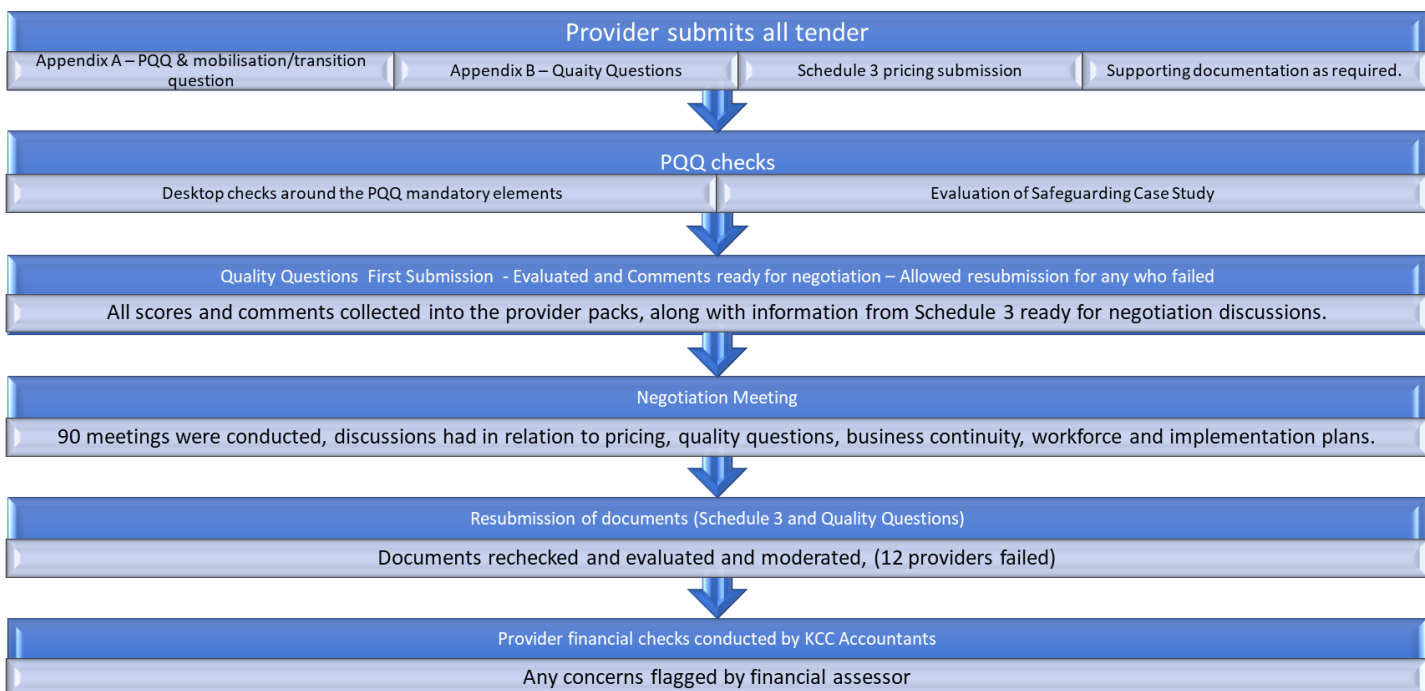 Provider submits all tender
Appendix A – PQQ & mobilisation/transition
question
Appendix B – Quaity Questions
Schedule 3 pricing submission
Supporting documentation as required.
PQQ checks
Desktop checks around the PQQ mandatory elements
Evaluation of Safeguarding Case Study
Quality Questions First Submission - Evaluated and Comments ready for negotiation – Allowed resubmission for any who failed
All scores and comments collected into the provider packs, along with information from Schedule 3 ready for negotiation discussions.
Negotiation Meeting
90 meetings were conducted, discussions had in relation to pricing, quality questions, business continuity, workforce and implementation plans.
Resubmission of documents (Schedule 3 and Quality Questions)
Documents rechecked and evaluated and moderated, (12 providers failed)
Provider financial checks conducted by KCC Accountants
Any concerns flagged by financial assessor